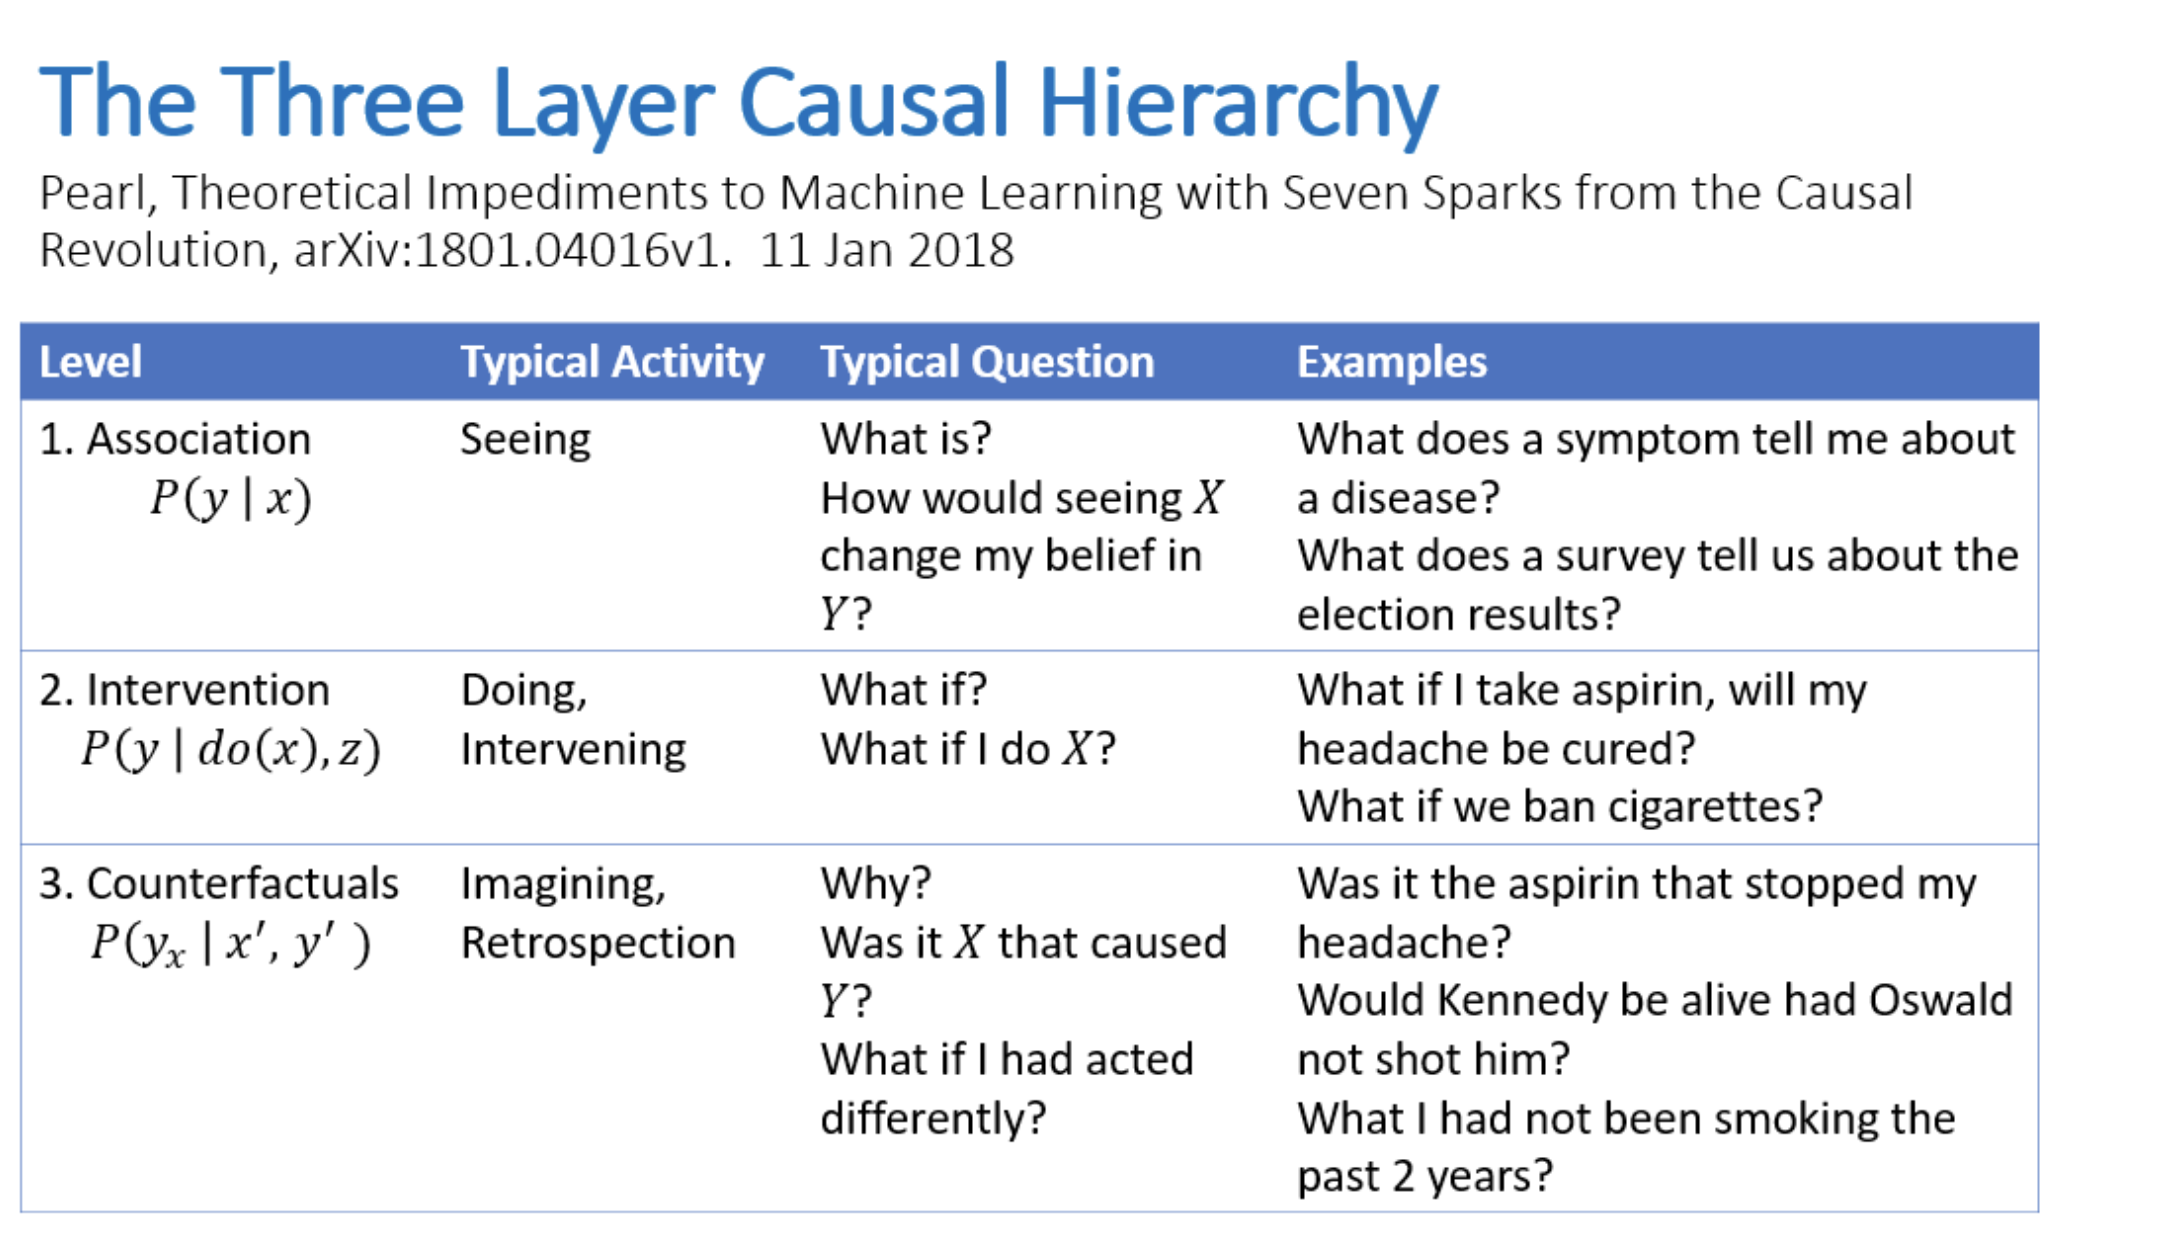 The Three Layer Causal Hierarchy
Pearl, Theoretical Impediments to Machine Learning with Seven Sparks from the Causal
Revolution, arXiv:1801.04016v1.  11 Jan 2018
Level	Typical Activity	Typical Question	Examples
1. Association
P(y | x)
Seeing
What is?
How would seeing X
change my belief in
Y?
What does a symptom tell me about
a disease?
What does a survey tell us about the
election results?
2. Intervention
P(y | do(x), z)
Doing,
Intervening
What if?
What if I do X?
What if I take aspirin, will my
headache be cured?
What if we ban cigarettes?
3. Counterfactuals
P(yₓ | x′, y′ )
Imagining,
Retrospection
Why?
Was it X that caused
Y?
What if I had acted
differently?
Was it the aspirin that stopped my
headache?
Would Kennedy be alive had Oswald
not shot him?
What I had not been smoking the
past 2 years?